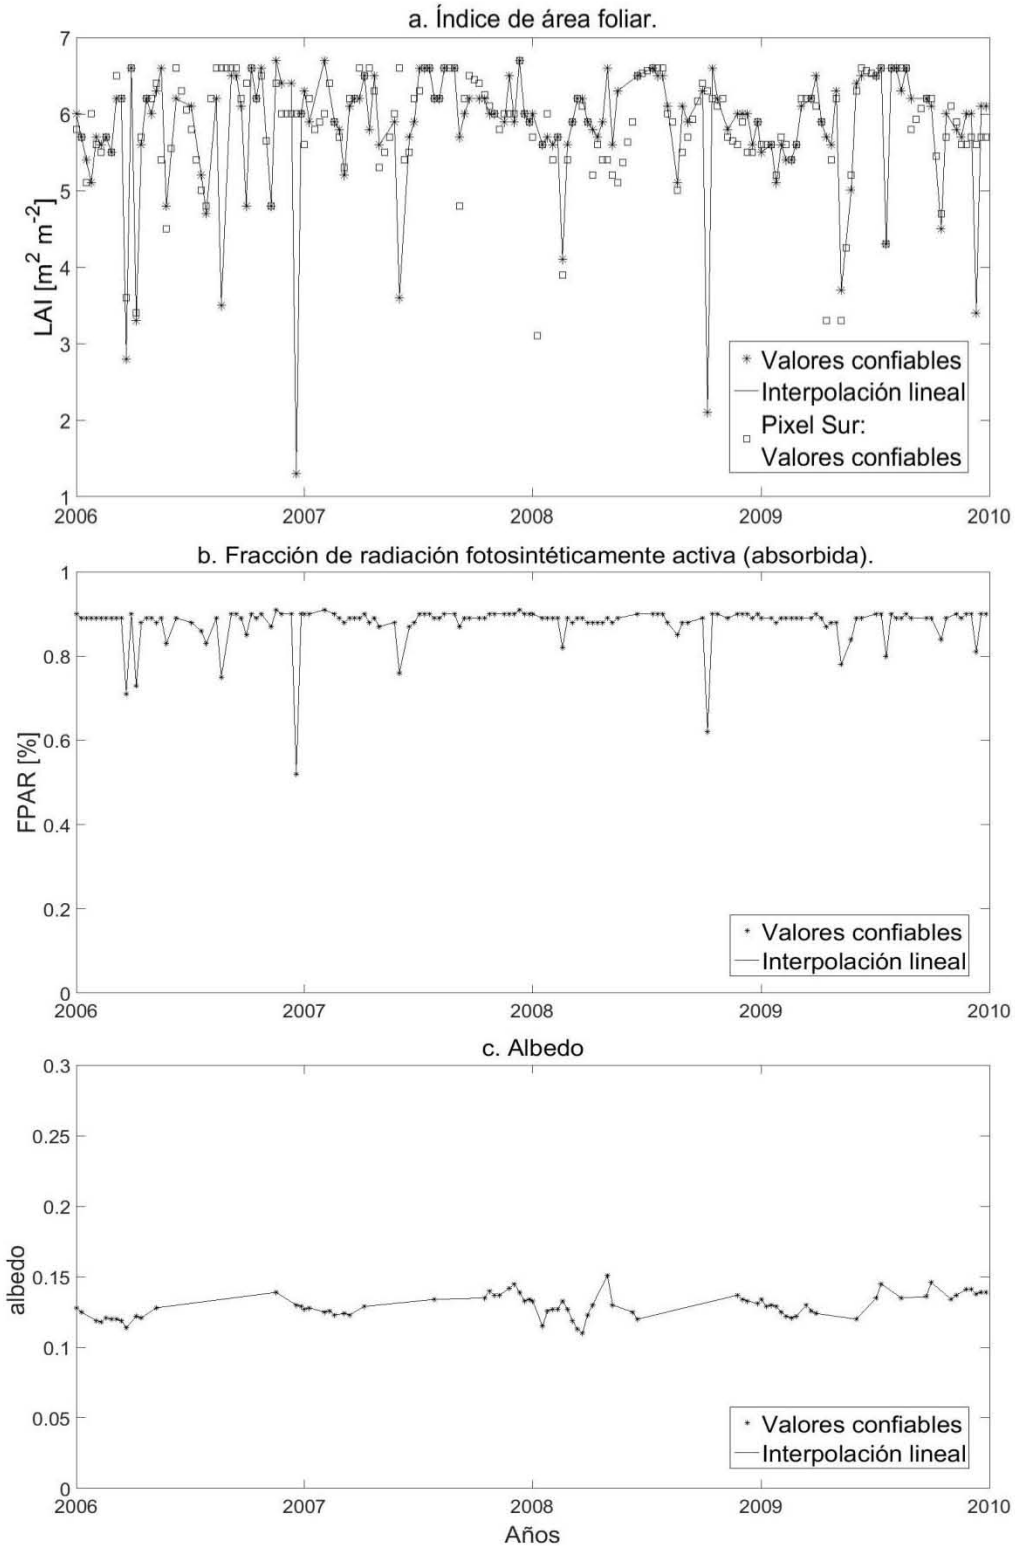 a. Índice de área foliar.
7
6
5
4
3
2
1
LAI [m² m⁻²]
Valores confiables
Interpolación lineal
Pixel Sur:
Valores confiables
2006
2007
2008
2009
2010
b. Fracción de radiación fotosintéticamente activa (absorbida).
1
0.8
0.6
0.4
0.2
0
FPAR [%]
Valores confiables
Interpolación lineal
2006
2007
2008
2009
2010
c. Albedo
0.3
0.25
0.2
0.15
0.1
0.05
0
albedo
Valores confiables
Interpolación lineal
2006
2007
2008
2009
2010
Años